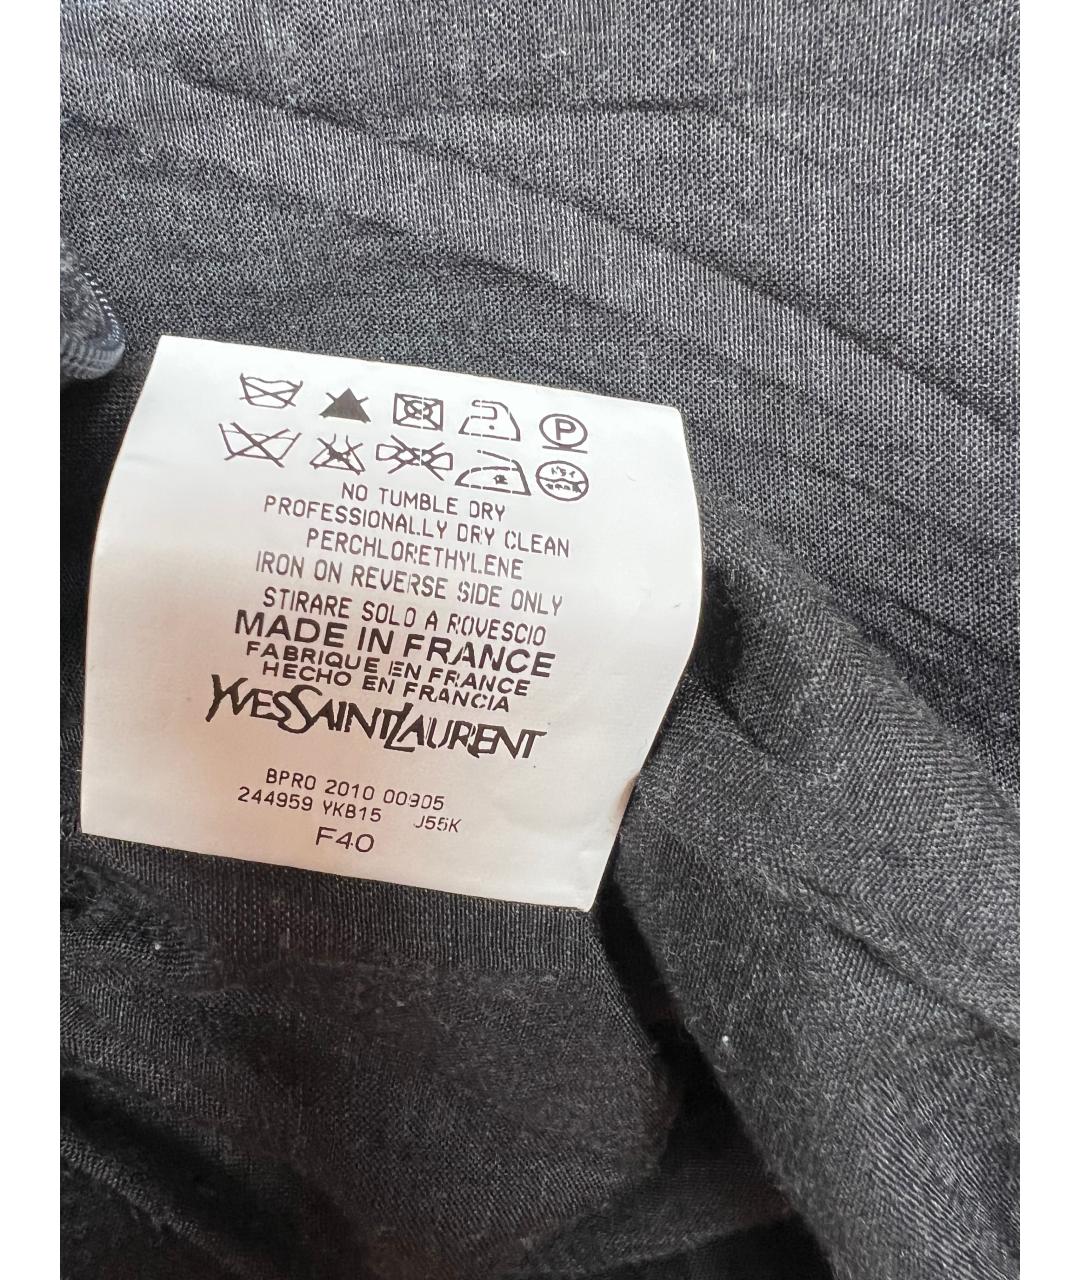 P
NO TUMBLE DRY
PROFESSIONALLY DRY CLEAN
PERCHLORETHYLENE
IRON ON REVERSE SIDE ONLY
STIRARE SOLO A ROVESCIO
MADE IN FRANCE
FABRIQUE EN FRANCE
HECHO EN FRANCIA
YVESSAINTLAURENT
BPRO 2010 00905
244959 YKB15 J55K
F40